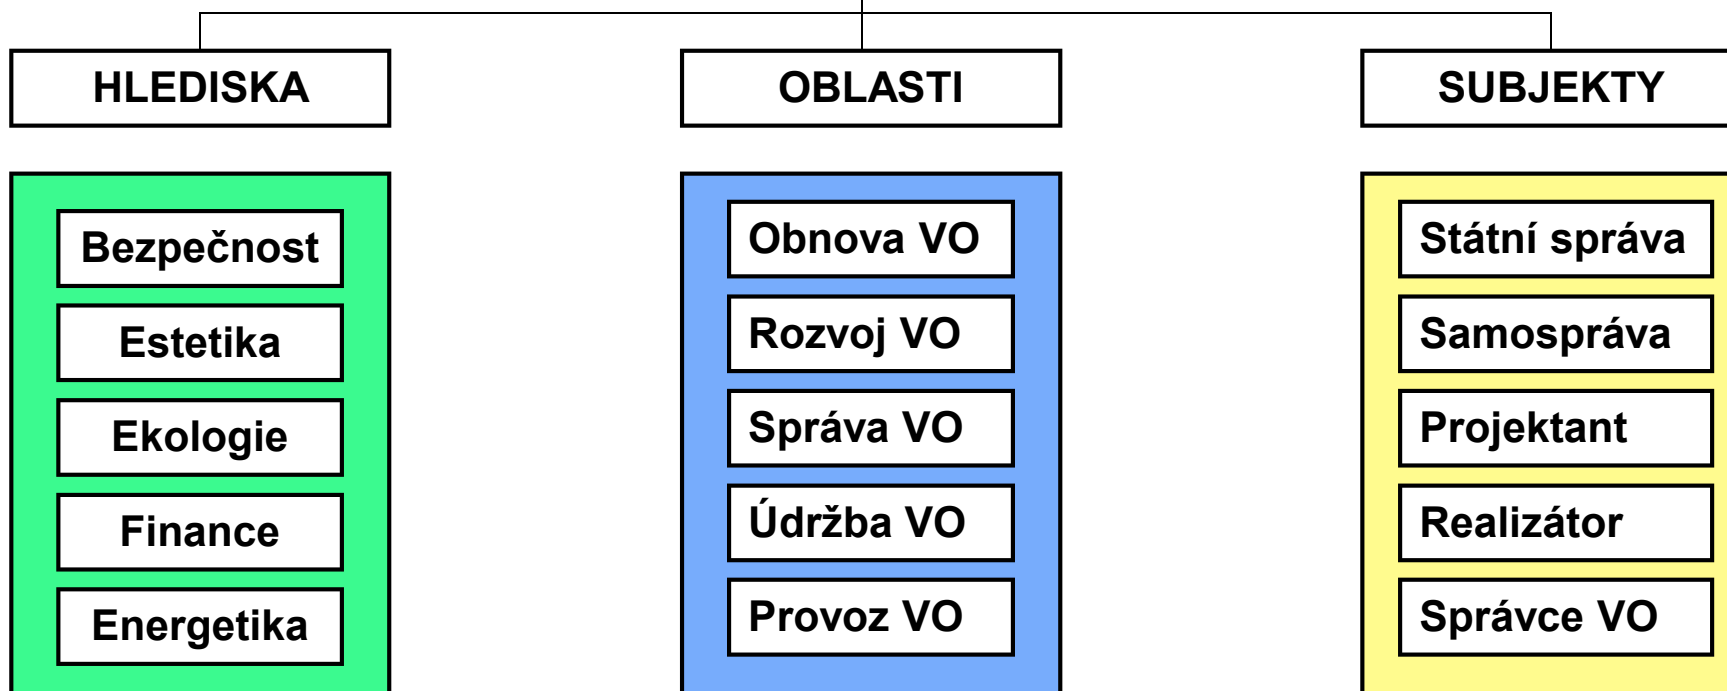 HLEDISKA
OBLASTI
SUBJEKTY
Bezpečnost
Estetika
Ekologie
Finance
Energetika
Obnova VO
Rozvoj VO
Správa VO
Údržba VO
Provoz VO
Státní správa
Samospráva
Projektant
Realizátor
Správce VO